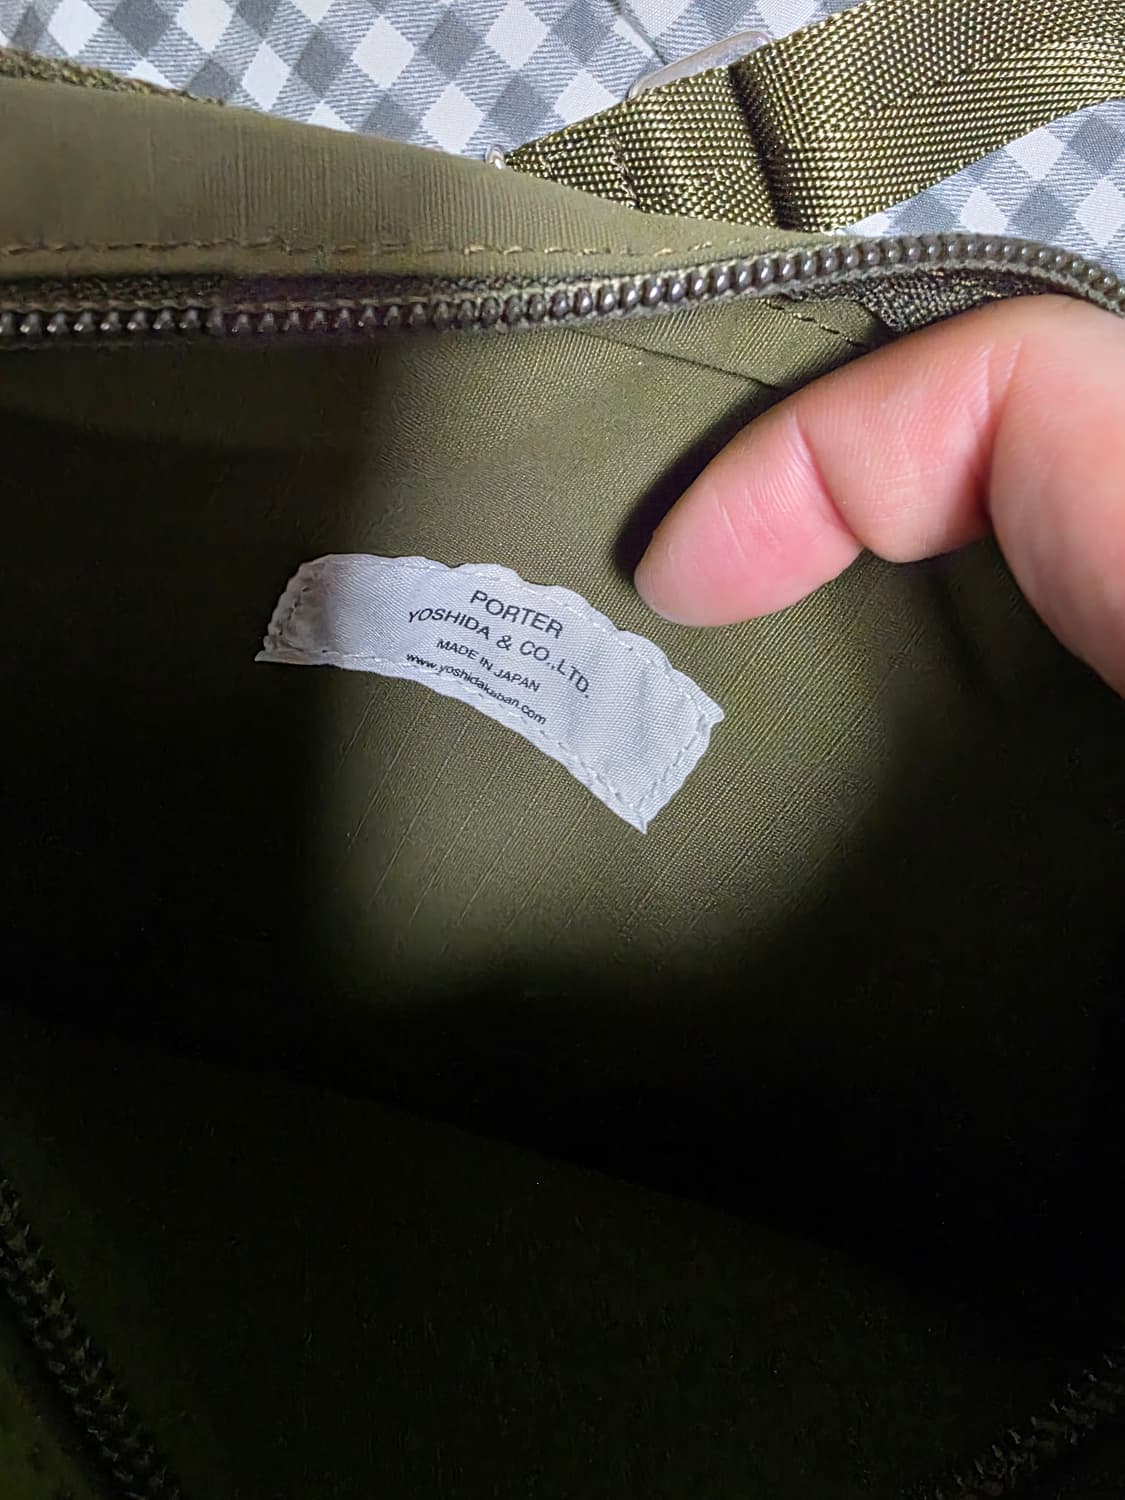 PORTER
YOSHIDA & CO.,LTD.
MADE IN JAPAN
www.yoshidakaban.com